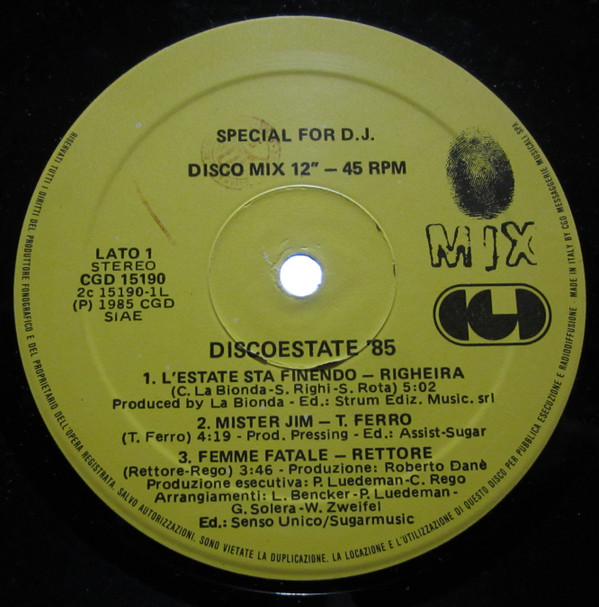 SPECIAL FOR D.J.
DISCO MIX 12" – 45 RPM
MIX
CGD
LATO 1
STEREO
CGD 15190
2c 15190-1L
(P) 1985 CGD
SIAE
DISCOESTATE '85
1. L'ESTATE STA FINENDO – RIGHEIRA
(C. La Bionda-S. Righi-S. Rota) 5:02
Produced by La Bionda - Ed.: Strum Ediz. Music. srl
2. MISTER JIM – T. FERRO
(T. Ferro) 4:19 - Prod. Pressing - Ed.: Assist-Sugar
3. FEMME FATALE – RETTORE
(Rettore-Rego) 3:46 - Produzione: Roberto Danè
Produzione esecutiva: P. Luedeman-C. Rego
Arrangiamenti: L. Bencker-P. Luedeman-
G. Solera-W. Zweifel
Ed.: Senso Unico/Sugarmusic
RISERVATI TUTTI I DIRITTI DEL PRODUTTORE FONOGRAFICO E DEL PROPRIETARIO DELL'OPERA REGISTRATA. SALVO AUTORIZZAZIONI, SONO VIETATE LA DUPLICAZIONE, LA LOCAZIONE E L'UTILIZZAZIONE DI QUESTO DISCO PER PUBBLICA ESECUZIONE E RADIODIFFUSIONE MADE IN ITALY BY CGD MESSAGGERIE MUSICALI SPA